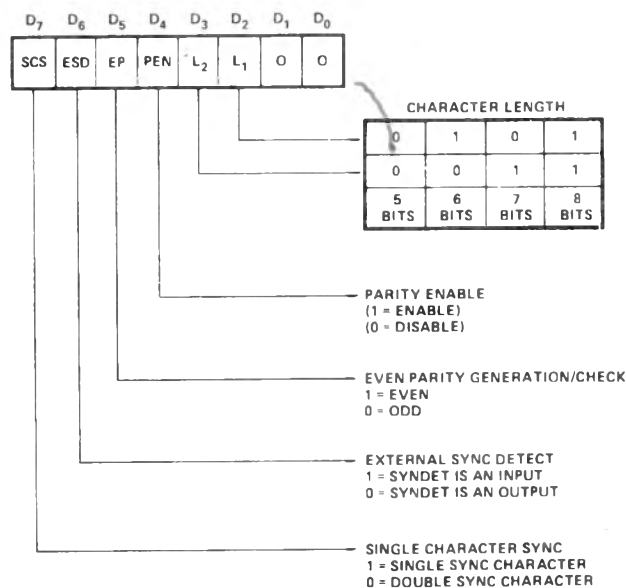 D7 D6 D5 D4 D3 D2 D1 D0
SCS ESD EP PEN L2 L1 0 0
CHARACTER LENGTH
0 1 0 1
0 0 1 1
5 BITS 6 BITS 7 BITS 8 BITS
PARITY ENABLE
(1 = ENABLE)
(0 = DISABLE)
EVEN PARITY GENERATION/CHECK
1 = EVEN
0 = ODD
EXTERNAL SYNC DETECT
1 = SYNDET IS AN INPUT
0 = SYNDET IS AN OUTPUT
SINGLE CHARACTER SYNC
1 = SINGLE SYNC CHARACTER
0 = DOUBLE SYNC CHARACTER